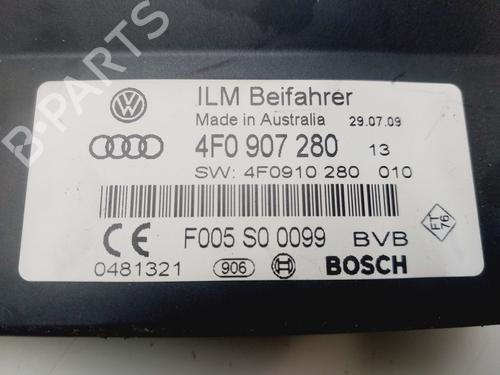 B-PARTS
ILM Beifahrer
Made in Australia 29.07.09
4F0 907 280 13
SW: 4F0910 280 010
F005 S0 0099 BVB
FT 76
0481321 906 BOSCH